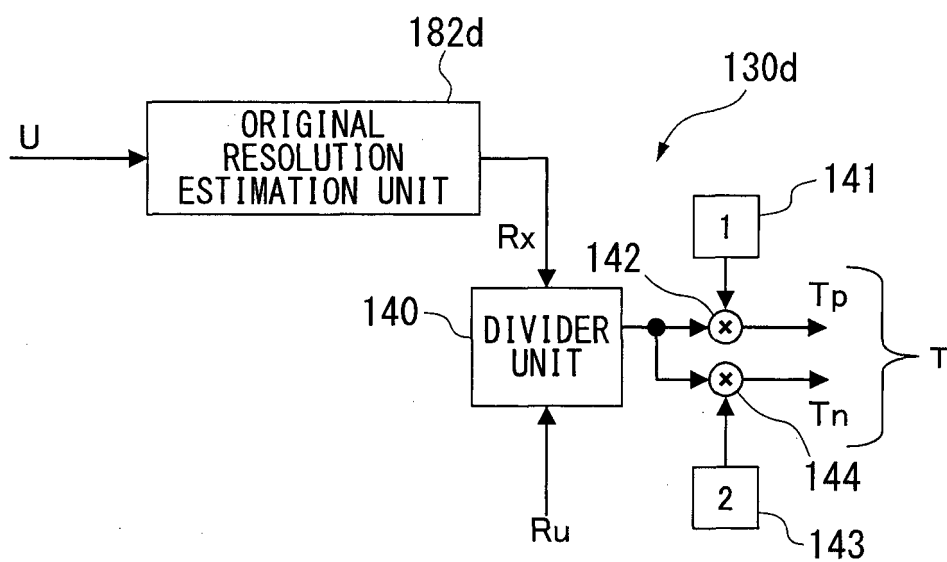 182d
130d
U
ORIGINAL
RESOLUTION
ESTIMATION UNIT
141
1
Rx
142
Tp
140
DIVIDER
UNIT
×
×
T
Tn
144
2
Ru
143